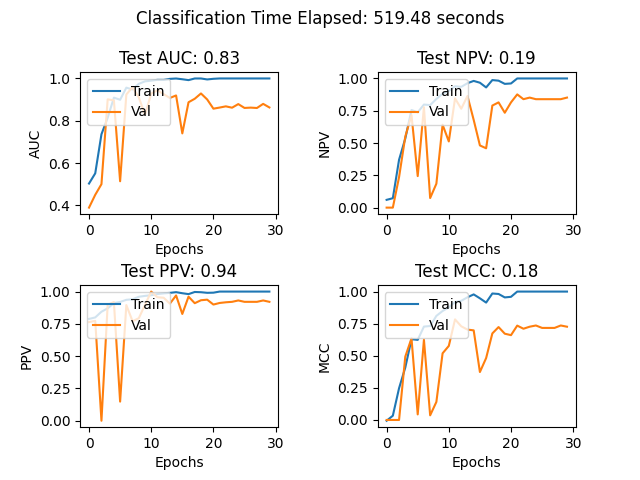 Classification Time Elapsed: 519.48 seconds
Test AUC: 0.83
1.0
0.8
0.6
0.4
AUC
Train
Val
0
10
20
30
Epochs
Test NPV: 0.19
1.00
0.75
0.50
0.25
0.00
NPV
Train
Val
0
10
20
30
Epochs
Test PPV: 0.94
1.00
0.75
0.50
0.25
0.00
PPV
Train
Val
0
10
20
30
Epochs
Test MCC: 0.18
1.00
0.75
0.50
0.25
0.00
MCC
Train
Val
0
10
20
30
Epochs